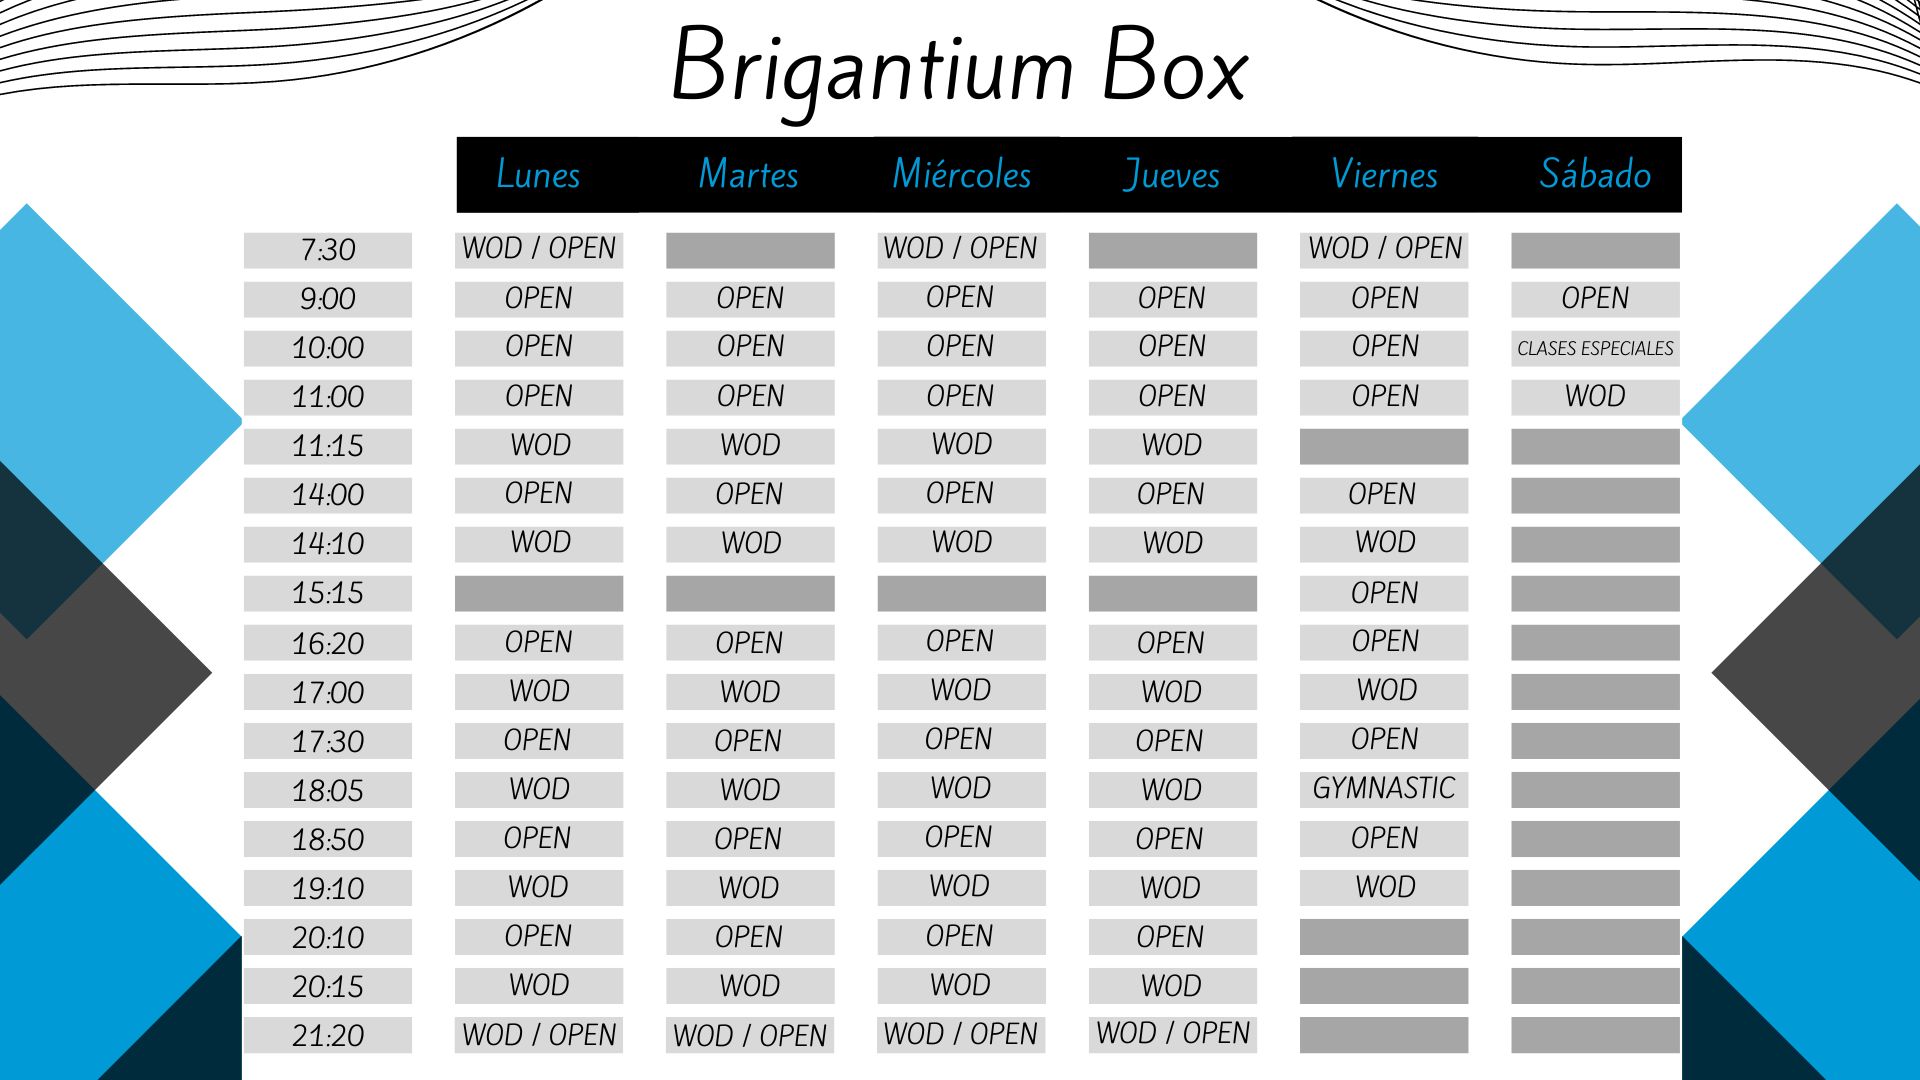 Brigantium Box
Lunes Martes Miércoles Jueves Viernes Sábado
7:30 WOD / OPEN WOD / OPEN WOD / OPEN
9:00 OPEN OPEN OPEN OPEN OPEN OPEN
10:00 OPEN OPEN OPEN OPEN OPEN CLASES ESPECIALES
11:00 OPEN OPEN OPEN OPEN OPEN WOD
11:15 WOD WOD WOD WOD
14:00 OPEN OPEN OPEN OPEN OPEN
14:10 WOD WOD WOD WOD WOD
15:15 OPEN
16:20 OPEN OPEN OPEN OPEN OPEN
17:00 WOD WOD WOD WOD WOD
17:30 OPEN OPEN OPEN OPEN OPEN
18:05 WOD WOD WOD WOD GYMNASTIC
18:50 OPEN OPEN OPEN OPEN OPEN
19:10 WOD WOD WOD WOD WOD
20:10 OPEN OPEN OPEN OPEN
20:15 WOD WOD WOD WOD
21:20 WOD / OPEN WOD / OPEN WOD / OPEN WOD / OPEN